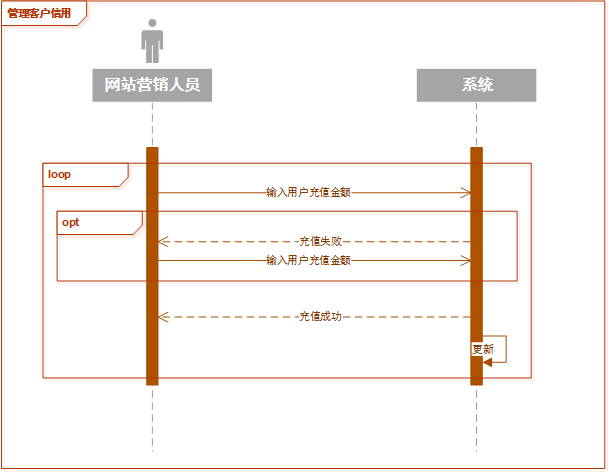 管理客户信用
网站营销人员
系统
loop
输入用户充值金额
opt
充值失败
输入用户充值金额
充值成功
更新